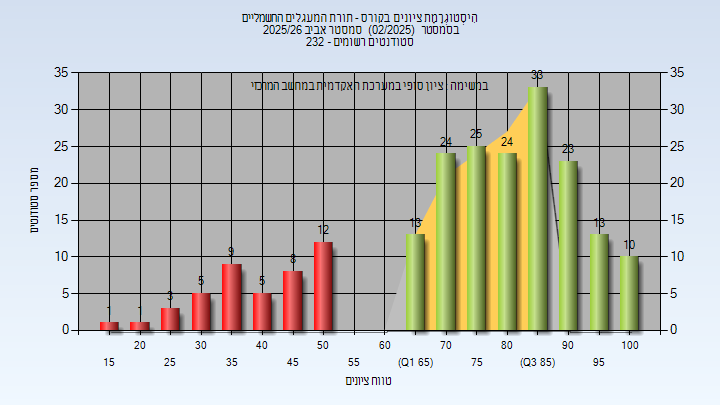 היסטוגרמת ציונים בקורס - תורת המעגלים החשמליים
בסמסטר (02/2025) סמסטר אביב 2025/26
סטודנטים רשומים - 232
במשימה : ציון סופי במערכת האקדמית במחשב המרכזי
מספר סטודנטים
35 35
30 30
25 25
20 20
15 15
10 10
5 5
0 0
1 1 3 5 9 5 8 12 13 24 25 24 33 23 13 10
20 30 40 50 60 70 80 90 100
15 25 35 45 55 (Q1 65) 75 (Q3 85) 95
טווח ציונים